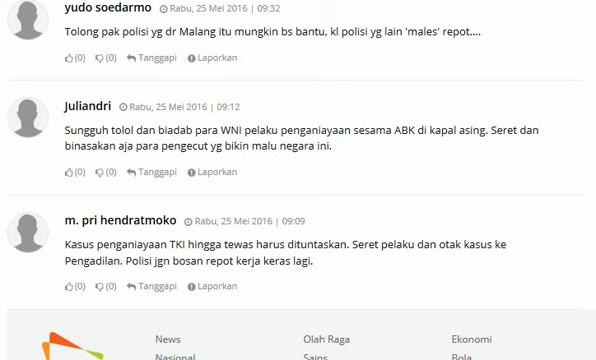 yudo soedarmo Rabu, 25 Mei 2016 | 09:32
Tolong pak polisi yg dr Malang itu mungkin bs bantu, kl polisi yg lain 'males' repot....
(0) (0) Tanggapi Laporkan
Juliandri Rabu, 25 Mei 2016 | 09:12
Sungguh tolol dan biadab para WNI pelaku penganiayaan sesama ABK di kapal asing. Seret dan
binasakan aja para pengecut yg bikin malu negara ini.
(0) (0) Tanggapi Laporkan
m. pri hendratmoko Rabu, 25 Mei 2016 | 09:09
Kasus penganiayaan TKI hingga tewas harus dituntaskan. Seret pelaku dan otak kasus ke
Pengadilan. Polisi jgn bosan repot kerja keras lagi.
(0) (0) Tanggapi Laporkan
News Olah Raga Ekonomi
Nasional Sains Bola